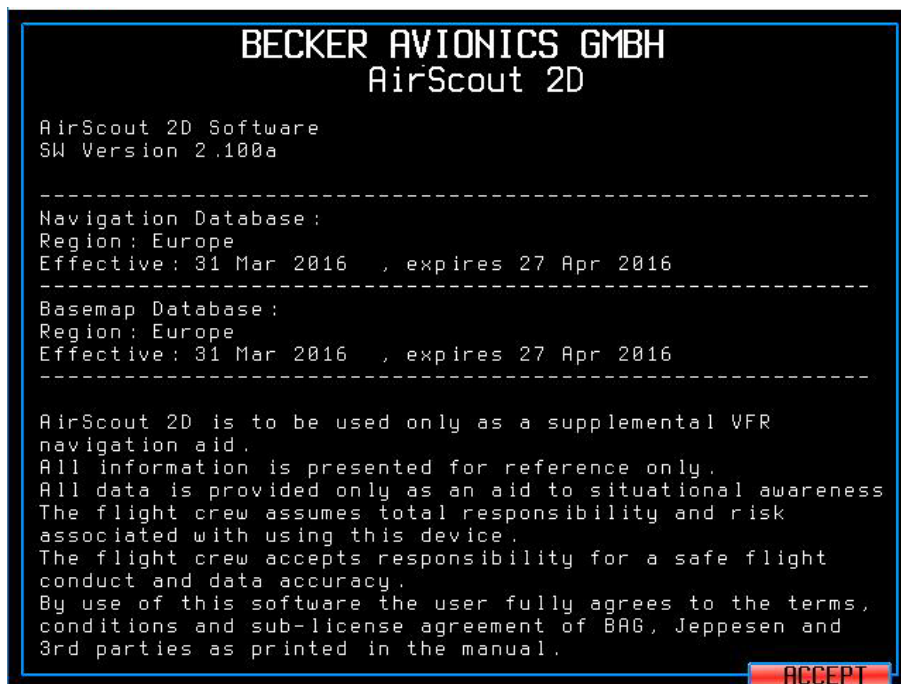 BECKER AVIONICS GMBH
AirScout 2D
AirScout 2D Software
SW Version 2.100a
-----------------------------------------------------------
Navigation Database:
Region: Europe
Effective: 31 Mar 2016  , expires 27 Apr 2016
-----------------------------------------------------------
Basemap Database:
Region: Europe
Effective: 31 Mar 2016  , expires 27 Apr 2016
-----------------------------------------------------------
AirScout 2D is to be used only as a supplemental VFR
navigation aid.
All information is presented for reference only.
All data is provided only as an aid to situational awareness
The flight crew assumes total responsibility and risk
associated with using this device.
The flight crew accepts responsibility for a safe flight
conduct and data accuracy.
By use of this software the user fully agrees to the terms,
conditions and sub-license agreement of BAG, Jeppesen and
3rd parties as printed in the manual.
ACCEPT